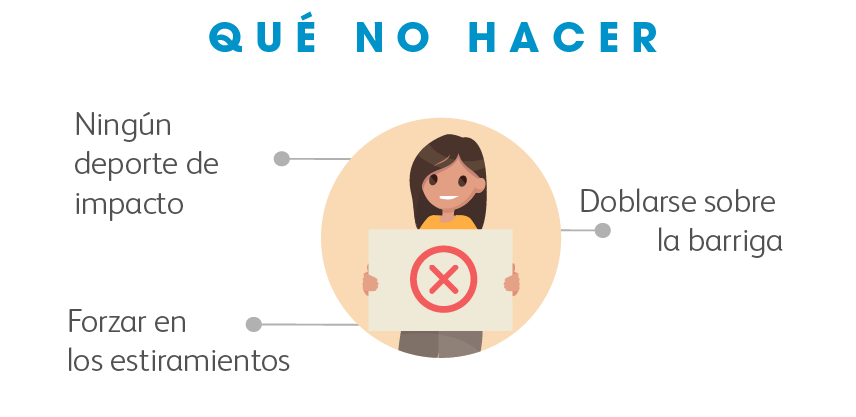 QUÉ NO HACER
Ningún
deporte de
impacto
Doblarse sobre
la barriga
Forzar en
los estiramientos